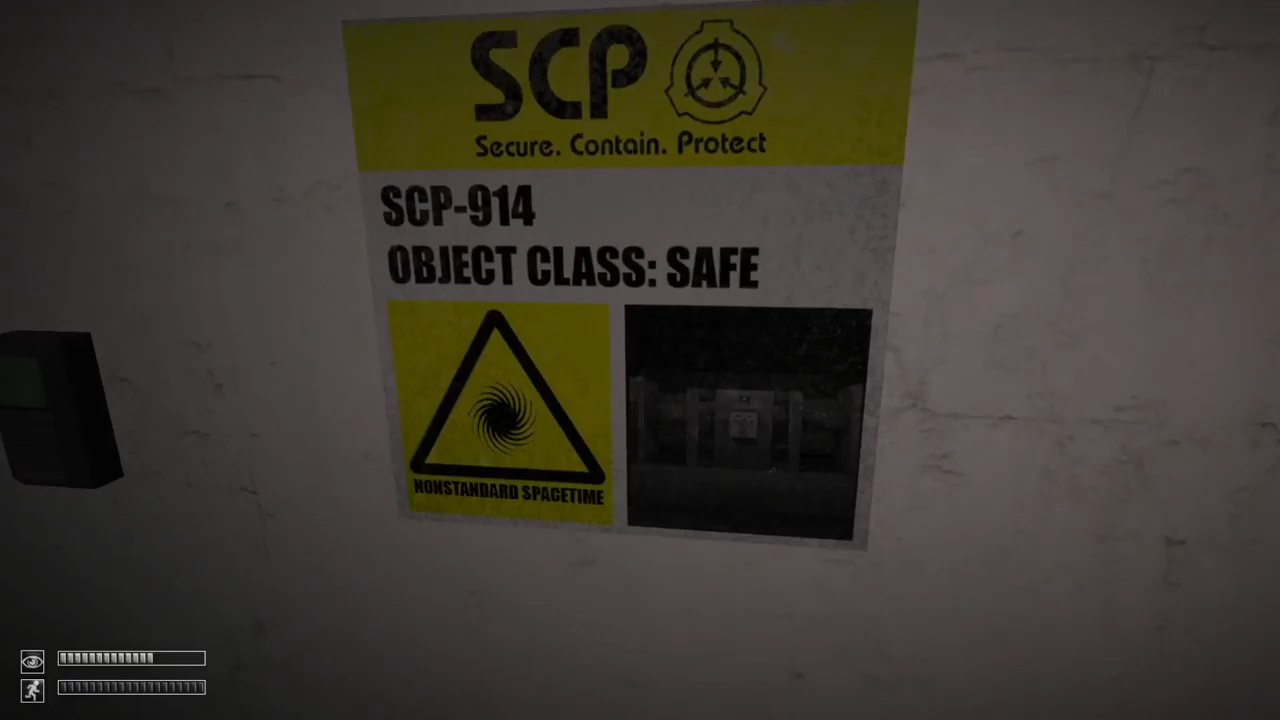 SCP
Secure. Contain. Protect
SCP-914
OBJECT CLASS: SAFE
NONSTANDARD SPACETIME